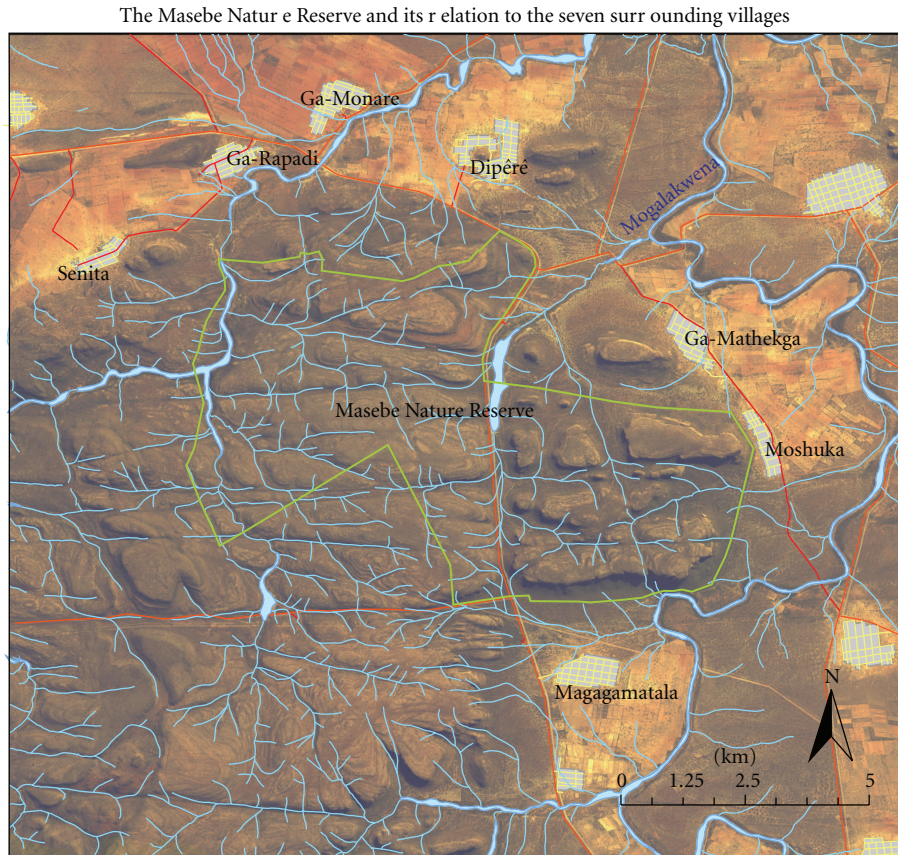 The Masebe Natur e Reserve and its r elation to the seven surr ounding villages
Ga-Monare
Ga-Rapadi
Dipêrê
Mogalakwena
Senita
Ga-Mathekga
Masebe Nature Reserve
Moshuka
Magagamatala
N
(km)
0 1.25 2.5 5